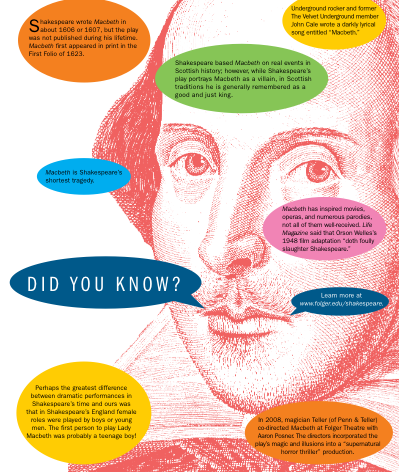 Shakespeare wrote Macbeth in
about 1606 or 1607, but the play
was not published during his lifetime.
Macbeth first appeared in print in the
First Folio of 1623.
Underground rocker and former
The Velvet Underground member
John Cale wrote a darkly lyrical
song entitled “Macbeth.”
Shakespeare based Macbeth on real events in
Scottish history; however, while Shakespeare’s
play portrays Macbeth as a villain, in Scottish
traditions he is generally remembered as a
good and just king.
Macbeth is Shakespeare’s
shortest tragedy.
Macbeth has inspired movies,
operas, and numerous parodies,
not all of them well-received. Life
Magazine said that Orson Welles’s
1948 film adaptation “doth foully
slaughter Shakespeare.”
DID YOU KNOW?
Learn more at
www.folger.edu/shakespeare.
Perhaps the greatest difference
between dramatic performances in
Shakespeare’s time and ours was
that in Shakespeare’s England female
roles were played by boys or young
men. The first person to play Lady
Macbeth was probably a teenage boy!
In 2008, magician Teller (of Penn & Teller)
co-directed Macbeth at Folger Theatre with
Aaron Posner. The directors incorporated the
play’s magic and illusions into a “supernatural
horror thriller” production.